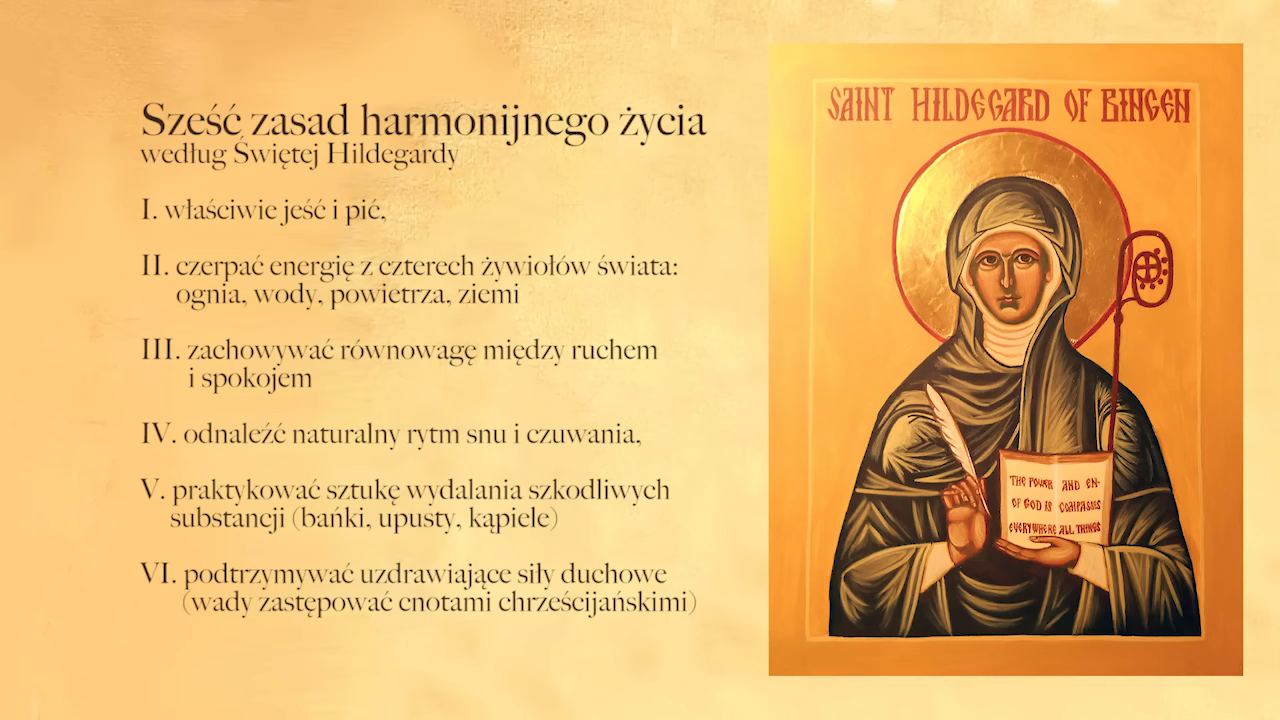 Sześć zasad harmonijnego życia
według Świętej Hildegardy
I. właściwie jeść i pić,
II. czerpać energię z czterech żywiołów świata:
ognia, wody, powietrza, ziemi
III. zachowywać równowagę między ruchem
i spokojem
IV. odnaleźć naturalny rytm snu i czuwania,
V. praktykować sztukę wydalania szkodliwych
substancji (bańki, upusty, kąpiele)
VI. podtrzymywać uzdrawiające siły duchowe
(wady zastępować cnotami chrześcijańskimi)
SAINT HILDEGARD OF BINGEN
THE POWER
OF GOD IS
EVERYWHERE
AND EN-
COMPASSES
ALL THINGS